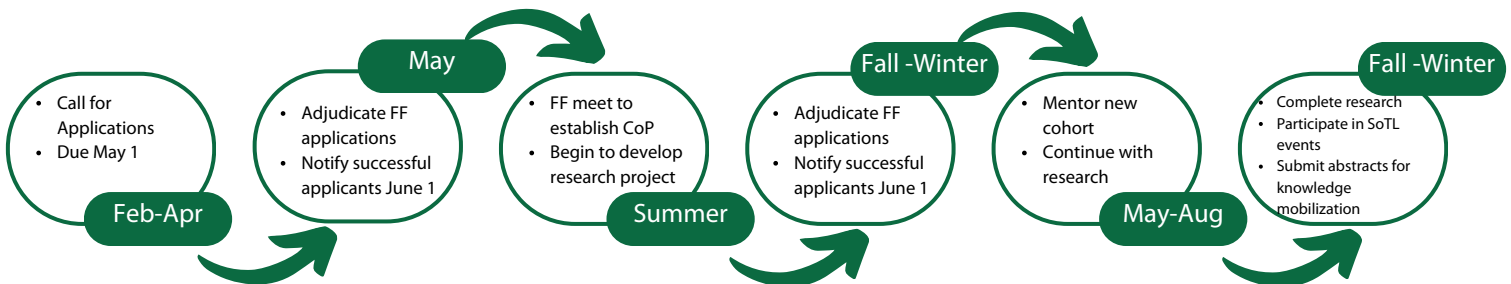 • Call for
Applications
• Due May 1
Feb-Apr
May
• Adjudicate FF
applications
• Notify successful
applicants June 1
• FF meet to
establish CoP
• Begin to develop
research project
Summer
Fall -Winter
• Adjudicate FF
applications
• Notify successful
applicants June 1
• Mentor new
cohort
• Continue with
research
May-Aug
Fall -Winter
• Complete research
• Participate in SoTL
events
• Submit abstracts for
knowledge
mobilization